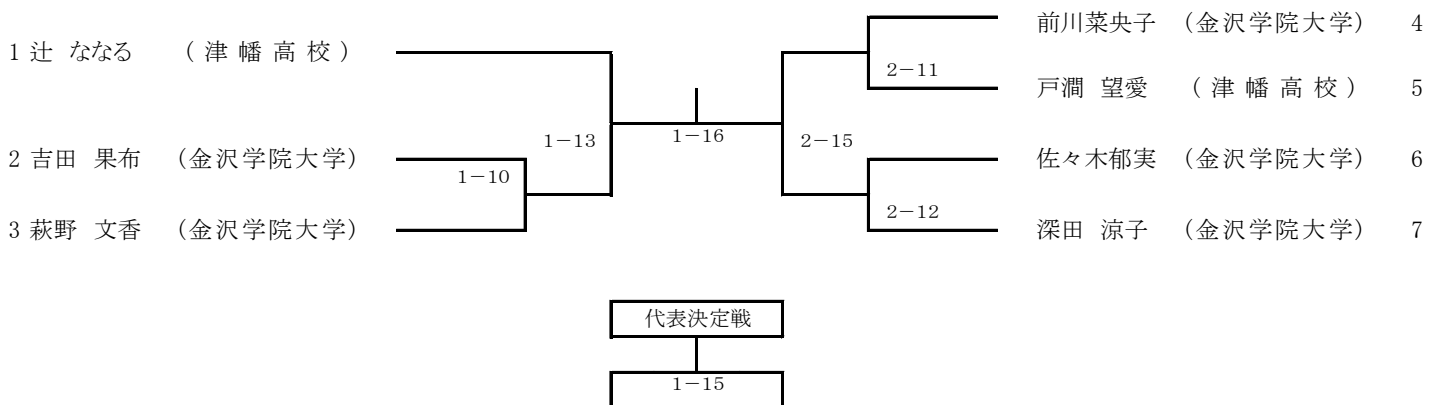 1 辻 ななる (津幡高校)
2 吉田 果布 (金沢学院大学)
3 萩野 文香 (金沢学院大学)
1-10
1-13
1-16
2-15
2-11
2-12
前川菜央子 (金沢学院大学) 4
戸澗 望愛 (津幡高校) 5
佐々木郁実 (金沢学院大学) 6
深田 涼子 (金沢学院大学) 7
代表決定戦
1-15